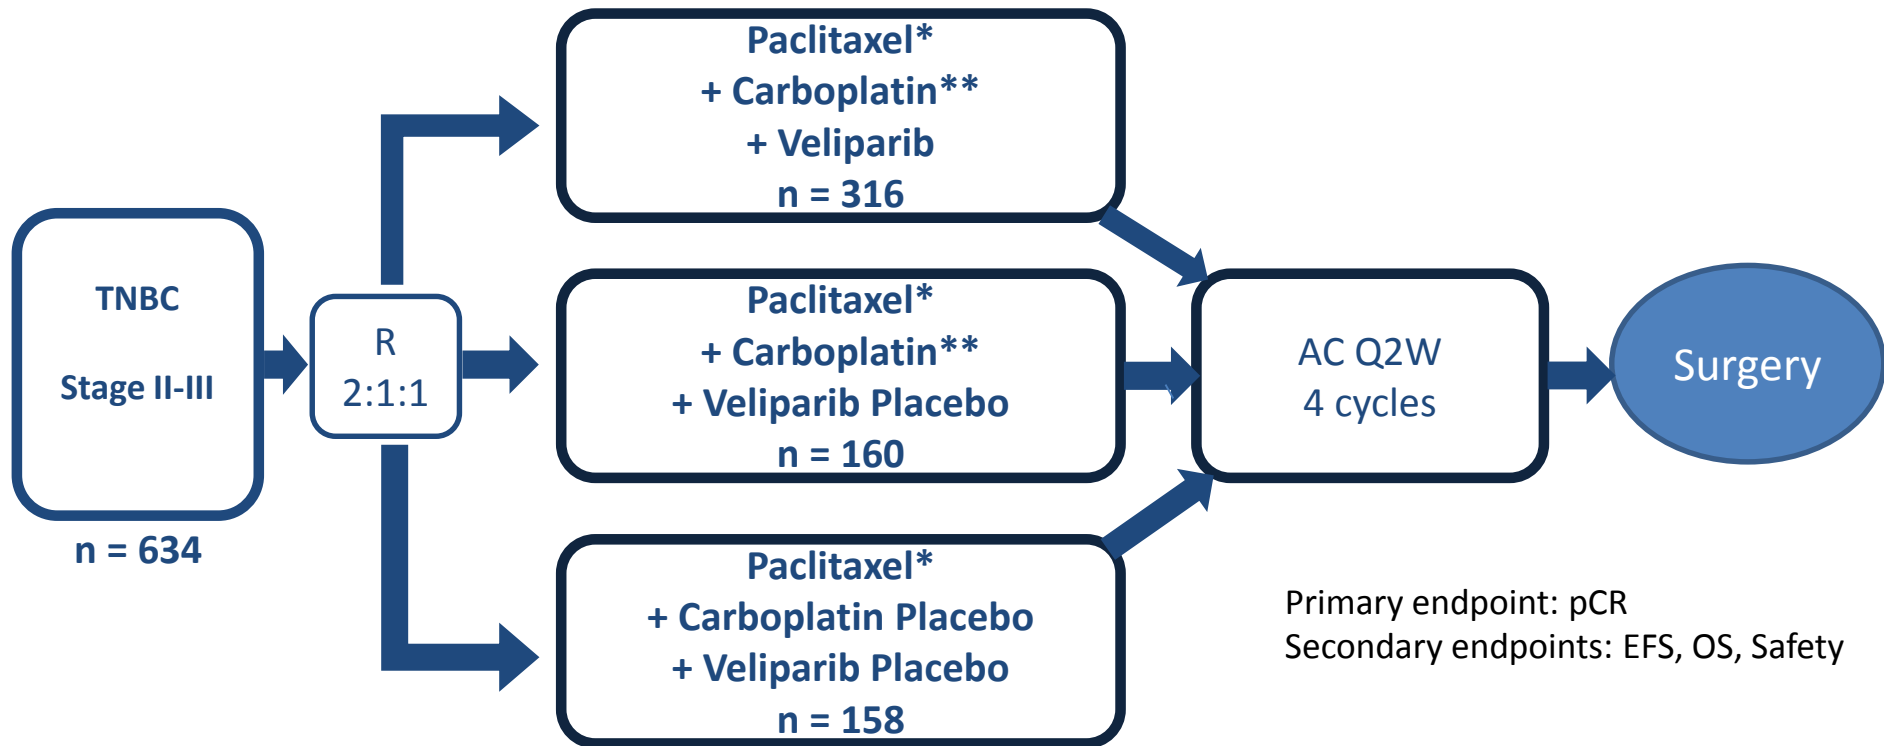 TNBC
Stage II-III
n = 634
R
2:1:1
Paclitaxel*
+ Carboplatin**
+ Veliparib
n = 316
Paclitaxel*
+ Carboplatin**
+ Veliparib Placebo
n = 160
Paclitaxel*
+ Carboplatin Placebo
+ Veliparib Placebo
n = 158
AC Q2W
4 cycles
Surgery
Primary endpoint: pCR
Secondary endpoints: EFS, OS, Safety